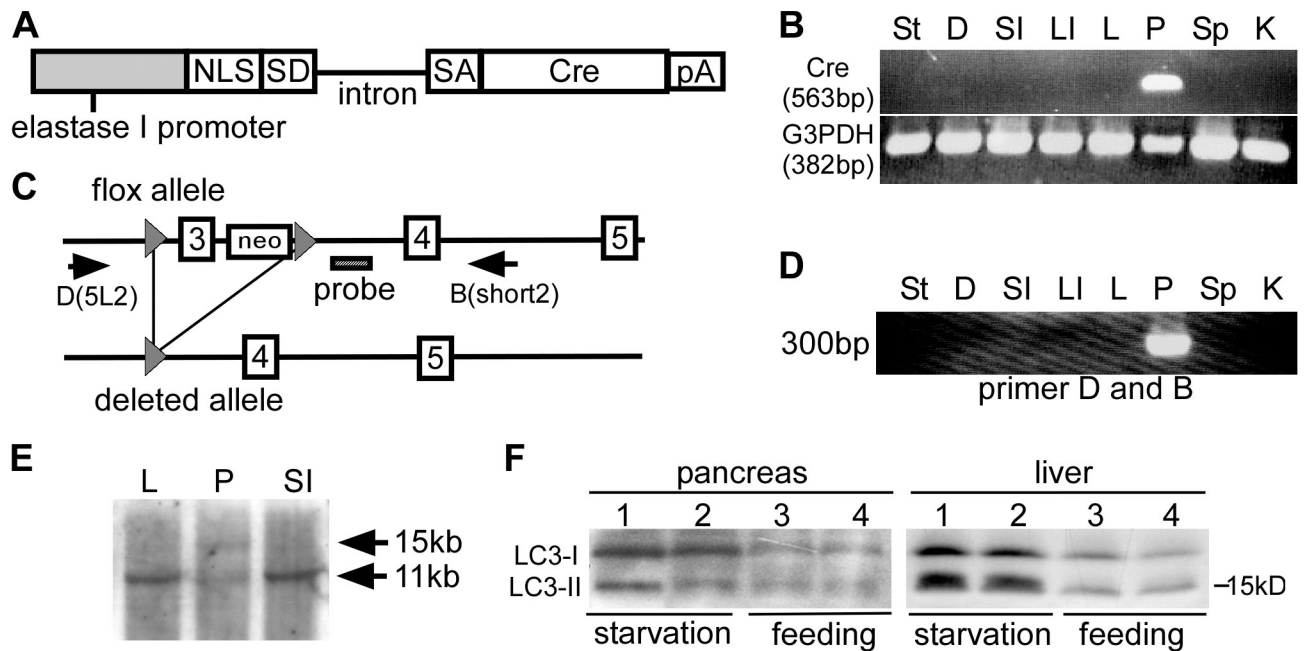 A
NLS SD SA Cre pA
intron
elastase I promoter
B
St D SI LI L P Sp K
Cre
(563bp)
G3PDH
(382bp)
C
flox allele
3 neo 4 5
D(5L2) probe B(short2)
4 5
deleted allele
D
St D SI LI L P Sp K
300bp
primer D and B
E
L P SI
15kb
11kb
F
pancreas liver
1 2 3 4 1 2 3 4
LC3-I
LC3-II
15kD
starvation feeding starvation feeding